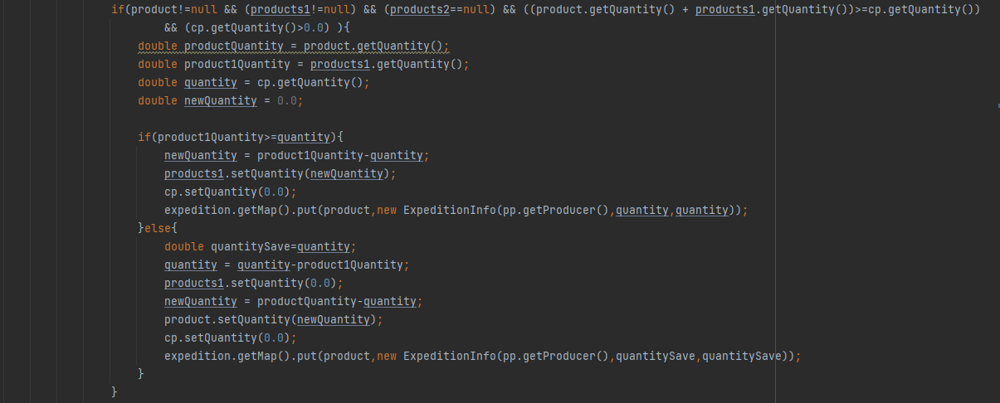 if(product!=null && (products1!=null) && (products2==null) && ((product.getQuantity() + products1.getQuantity())>=cp.getQuantity())
&& (cp.getQuantity()>0.0) ){
double productQuantity = product.getQuantity();
double product1Quantity = products1.getQuantity();
double quantity = cp.getQuantity();
double newQuantity = 0.0;
if(product1Quantity>=quantity){
newQuantity = product1Quantity-quantity;
products1.setQuantity(newQuantity);
cp.setQuantity(0.0);
expedition.getMap().put(product,new ExpeditionInfo(pp.getProducer(),quantity,quantity));
}else{
double quantitySave=quantity;
quantity = quantity-product1Quantity;
products1.setQuantity(0.0);
newQuantity = productQuantity-quantity;
product.setQuantity(newQuantity);
cp.setQuantity(0.0);
expedition.getMap().put(product,new ExpeditionInfo(pp.getProducer(),quantitySave,quantitySave));
}
}